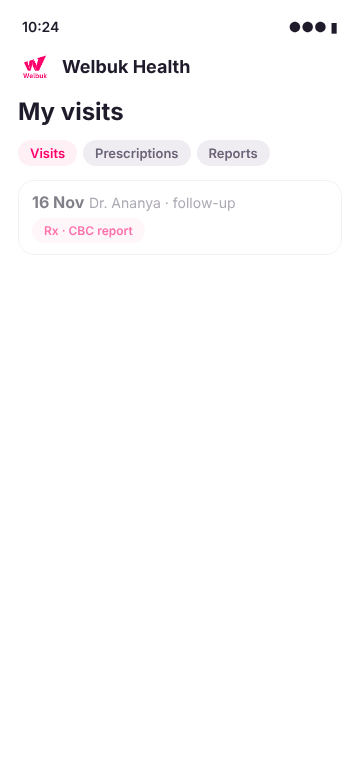 10:24
Welbuk
Welbuk Health
My visits
Visits
Prescriptions
Reports
16 Nov Dr. Ananya · follow-up
Rx · CBC report